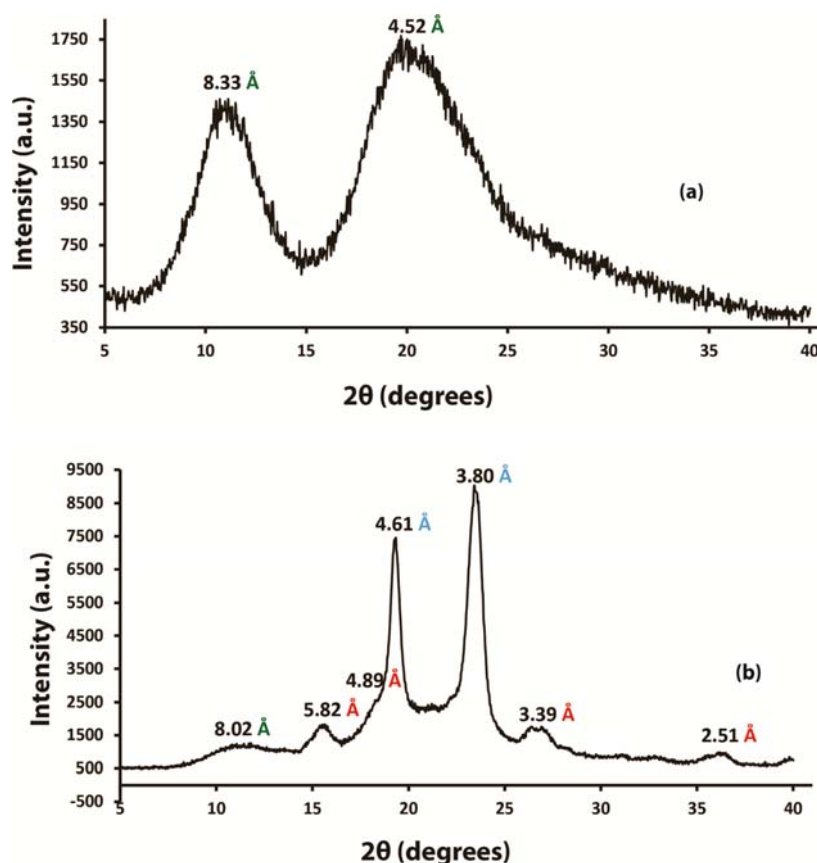 1750
1550
1350
1150
950
750
550
350
Intensity (a.u.)
8.33 Å
4.52 Å
(a)
5 10 15 20 25 30 35 40
2θ (degrees)
9500
8500
7500
6500
5500
4500
3500
2500
1500
500
-500
Intensity (a.u.)
3.80 Å
4.61 Å
4.89 Å
(b)
5.82 Å
3.39 Å
8.02 Å
2.51 Å
5 10 15 20 25 30 35 40
2θ (degrees)